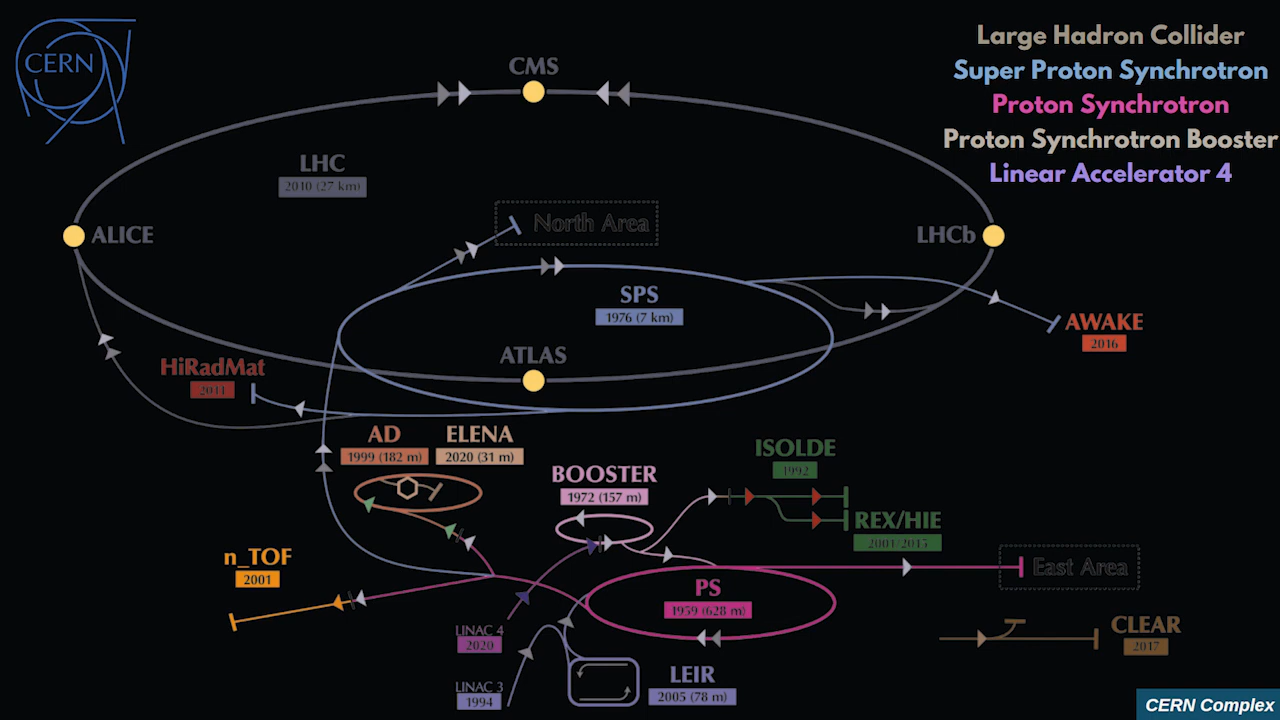 CERN
Large Hadron Collider
Super Proton Synchrotron
Proton Synchrotron
Proton Synchrotron Booster
Linear Accelerator 4
CMS
LHC
2010 (27 km)
North Area
ALICE
LHCb
SPS
1976 (7 km)
AWAKE
2016
ATLAS
HiRadMat
2011
AD
1999 (182 m)
ELENA
2020 (31 m)
ISOLDE
1992
BOOSTER
1972 (157 m)
REX/HIE
2001/2015
n_TOF
2001
East Area
PS
1959 (628 m)
LINAC 4
2020
CLEAR
2017
LINAC 3
1994
LEIR
2005 (78 m)
CERN Complex